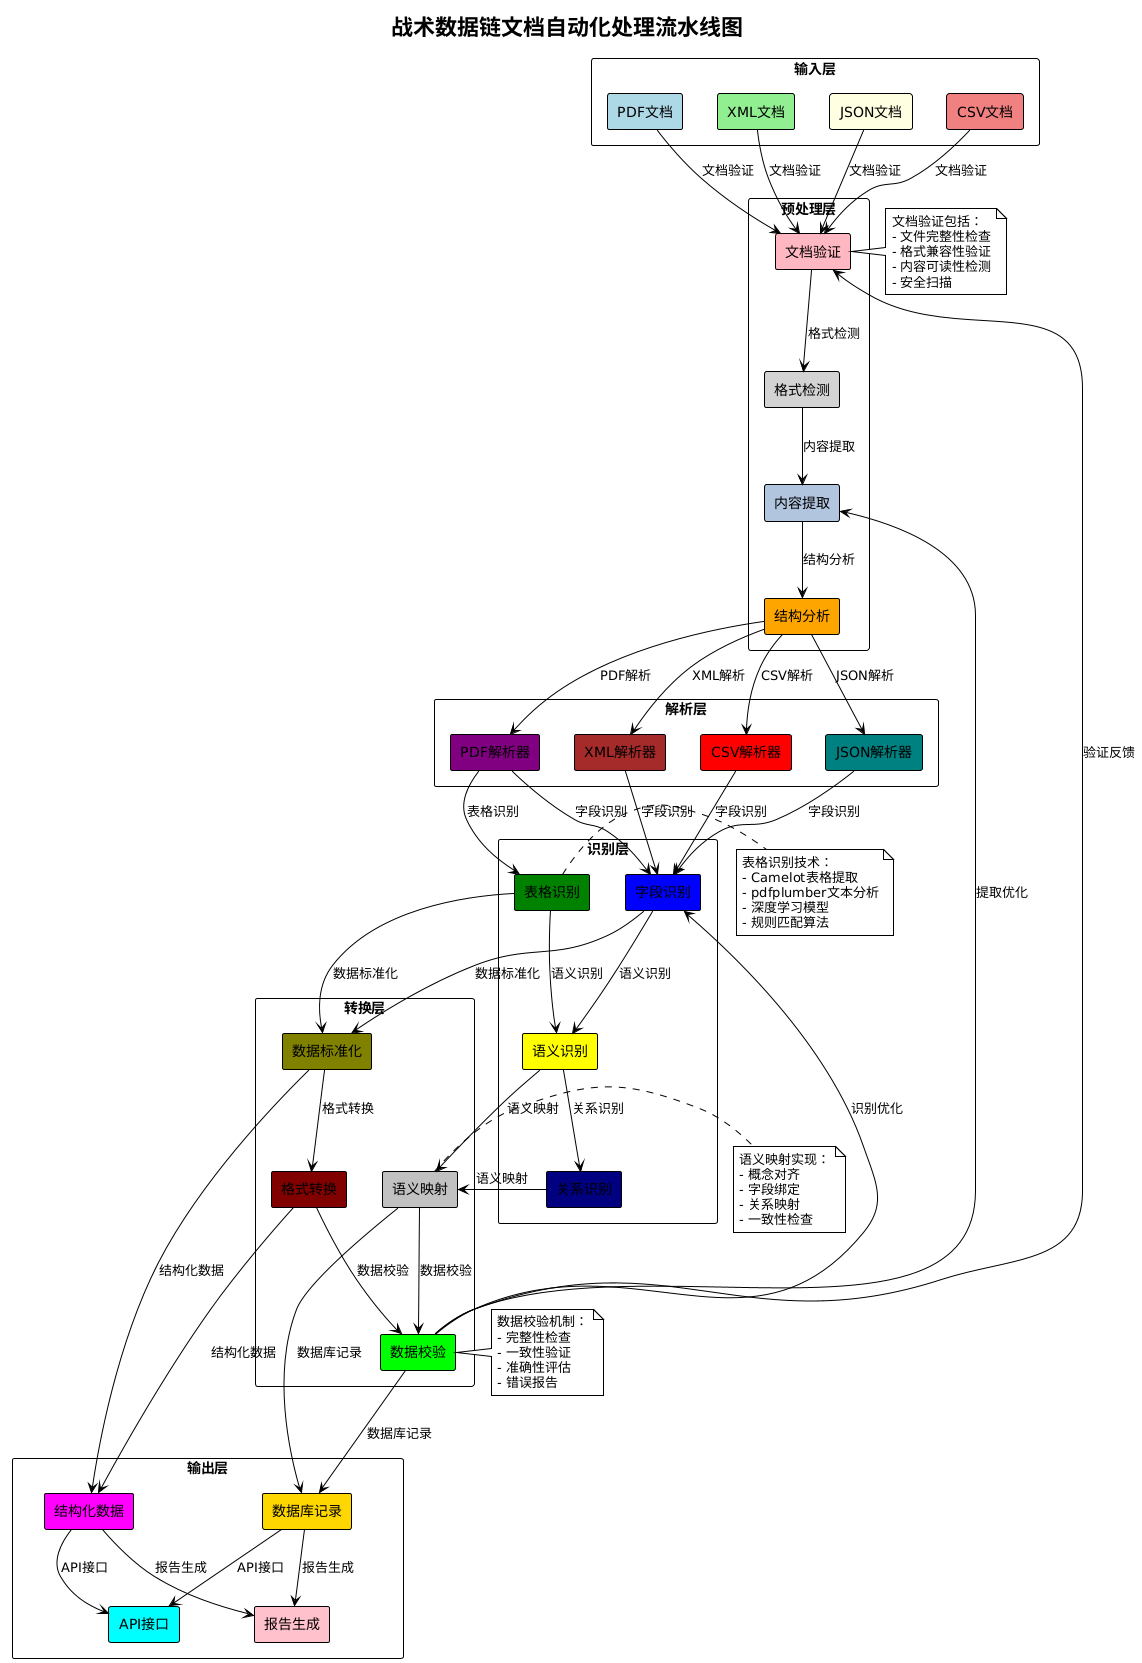 战术数据链文档自动化处理流水线图
输入层
PDF文档
XML文档
JSON文档
CSV文档
文档验证
文档验证
文档验证
文档验证
预处理层
文档验证
文档验证包括：
- 文件完整性检查
- 格式兼容性验证
- 内容可读性检测
- 安全扫描
格式检测
格式检测
内容提取
内容提取
结构分析
结构分析
PDF解析
XML解析
CSV解析
JSON解析
解析层
PDF解析器
XML解析器
CSV解析器
JSON解析器
验证反馈
表格识别
字段识别
字段识别
字段识别
字段识别
识别层
表格识别
字段识别
表格识别技术：
- Camelot表格提取
- pdfplumber文本分析
- 深度学习模型
- 规则匹配算法
提取优化
数据标准化
数据标准化
语义识别
语义识别
转换层
数据标准化
语义识别
格式转换
语义映射
关系识别
识别优化
语义映射实现：
- 概念对齐
- 字段绑定
- 关系映射
- 一致性检查
格式转换
语义映射
语义映射
关系识别
结构化数据
数据校验
数据校验
数据校验机制：
- 完整性检查
- 一致性验证
- 准确性评估
- 错误报告
结构化数据
数据库记录
数据校验
数据库记录
输出层
结构化数据
数据库记录
API接口
报告生成
API接口
报告生成
API接口
报告生成